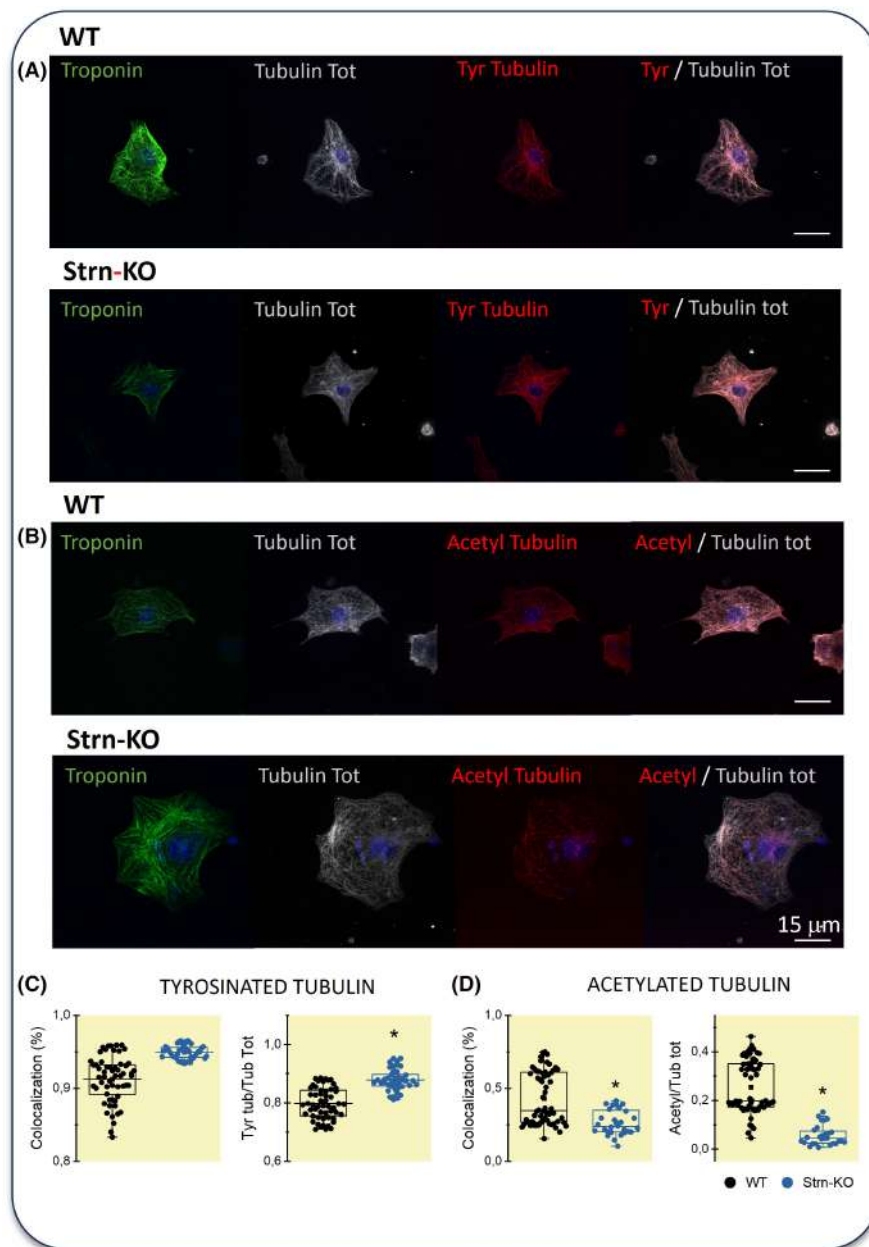 WT
(A)
Troponin Tubulin Tot Tyr Tubulin Tyr / Tubulin Tot
Strn-KO
Troponin Tubulin Tot Tyr Tubulin Tyr / Tubulin tot
WT
(B)
Troponin Tubulin Tot Acetyl Tubulin Acetyl / Tubulin tot
Strn-KO
Troponin Tubulin Tot Acetyl Tubulin Acetyl / Tubulin tot
15 μm
(C) TYROSINATED TUBULIN
Colocalization (%)
1,0
0,9
0,8
Tyr tub/Tub Tot
1,0
0,8
0,6
*
(D) ACETYLATED TUBULIN
Colocalization (%)
1,0
0,5
0,0
*
Acetyl/Tub tot
0,4
0,2
0,0
*
WT Strn-KO